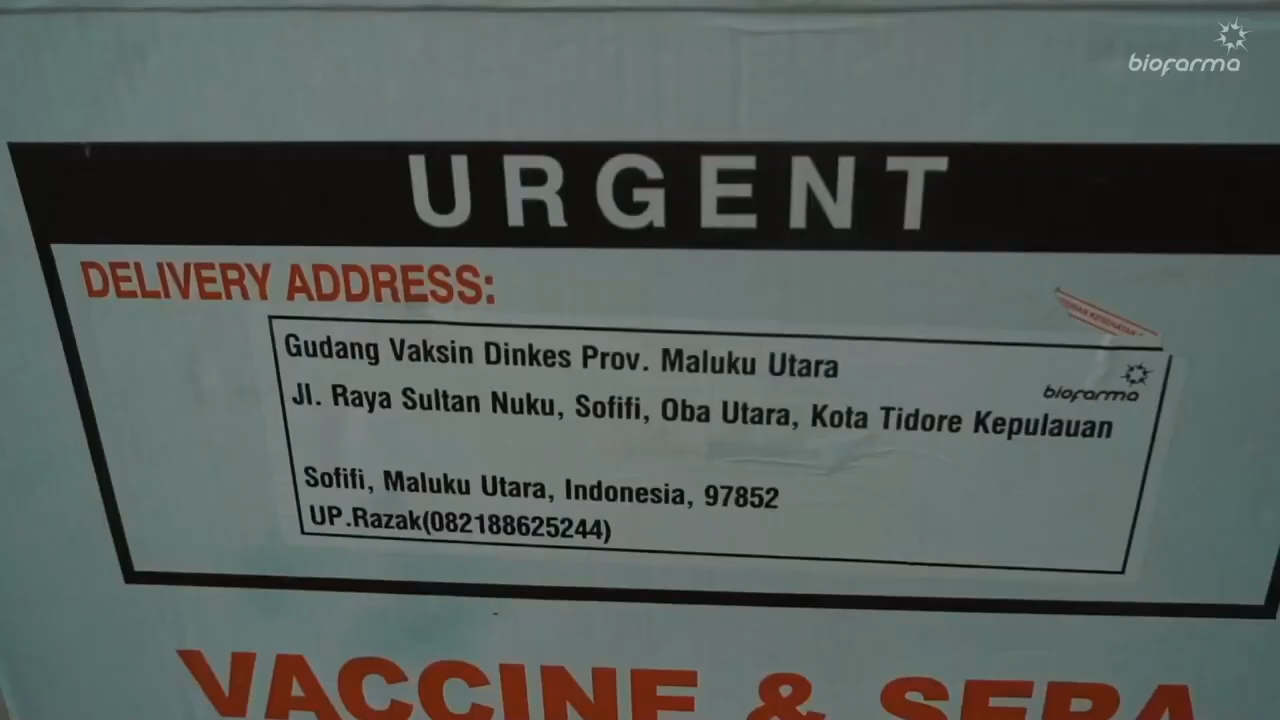 biofarma
URGENT
DELIVERY ADDRESS:
Gudang Vaksin Dinkes Prov. Maluku Utara
biofarma
Jl. Raya Sultan Nuku, Sofifi, Oba Utara, Kota Tidore Kepulauan
Sofifi, Maluku Utara, Indonesia, 97852
UP.Razak(082188625244)
VACCINE & SERA